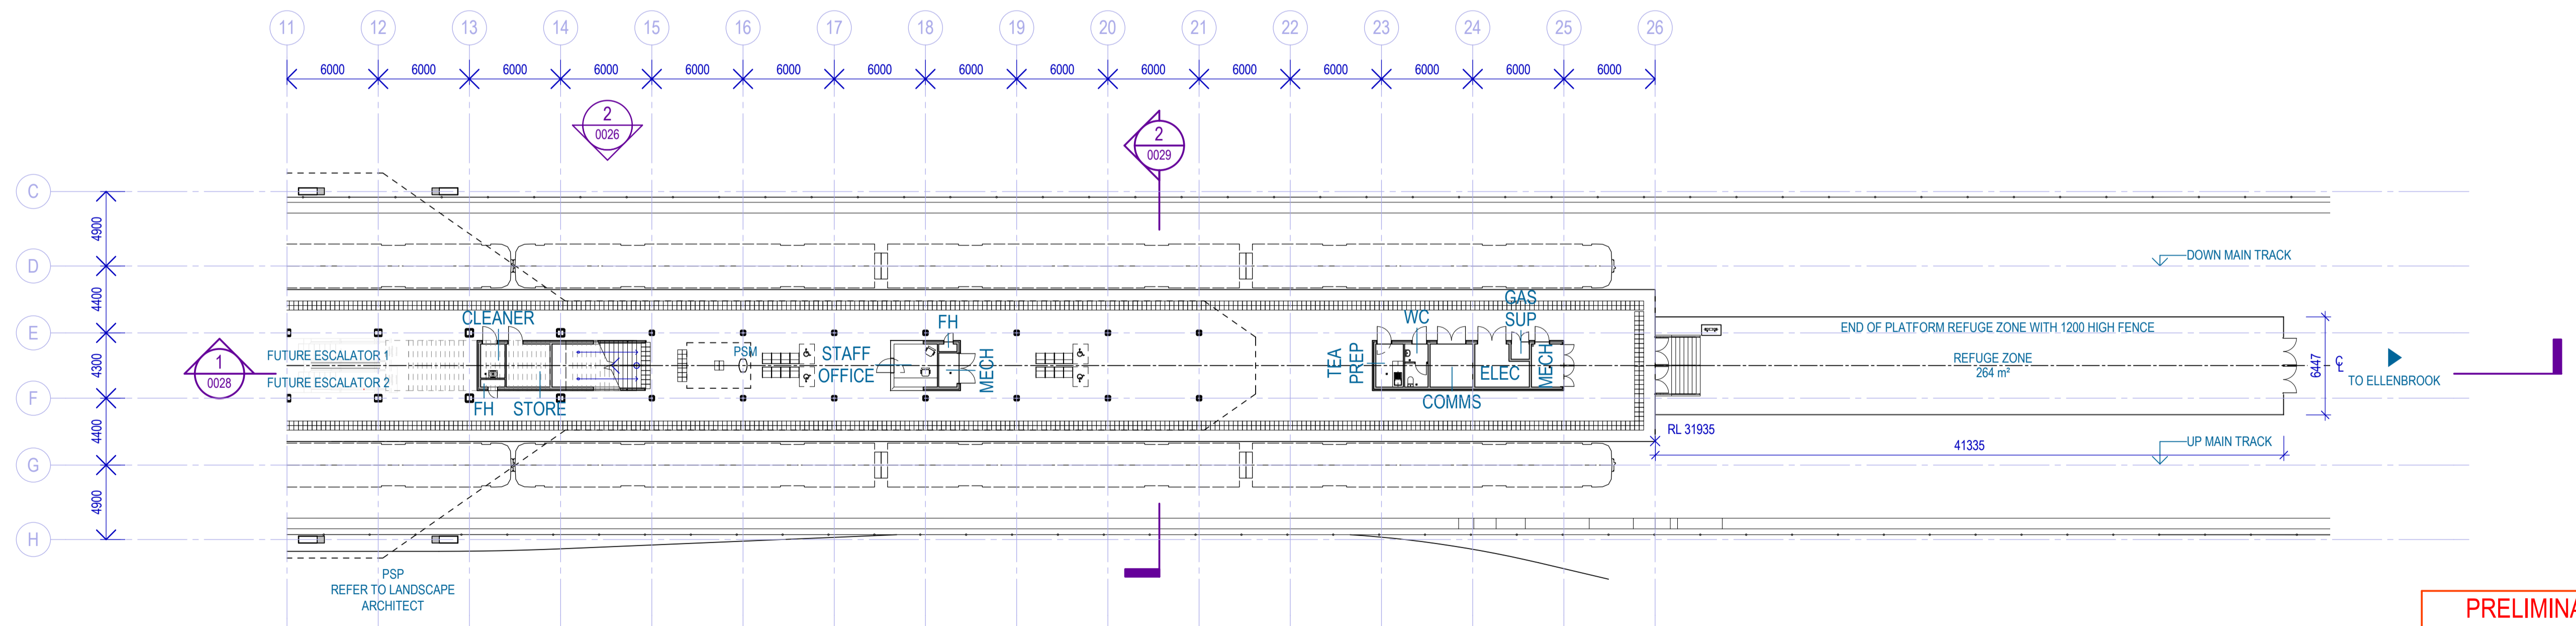 11 12 13 14 15 16 17 18 19 20 21 22 23 24 25 26
6000 6000 6000 6000 6000 6000 6000 6000 6000 6000 6000 6000 6000 6000 6000
2
0026
2
0029
C
4900
D
DOWN MAIN TRACK
4400
GAS
SUP
CLEANER
FH
WC
E
END OF PLATFORM REFUGE ZONE WITH 1200 HIGH FENCE
FUTURE ESCALATOR 1
PSM
STAFF
OFFICE
MECH
TEA
PREP
ELEC
MECH
REFUGE ZONE
264 m²
4300
1
0028
FUTURE ESCALATOR 2
6447
CL
TO ELLENBROOK
F
FH
STORE
COMMS
4400
RL 31935
UP MAIN TRACK
41335
G
4900
H
PSP
REFER TO LANDSCAPE
ARCHITECT
PRELIMINA